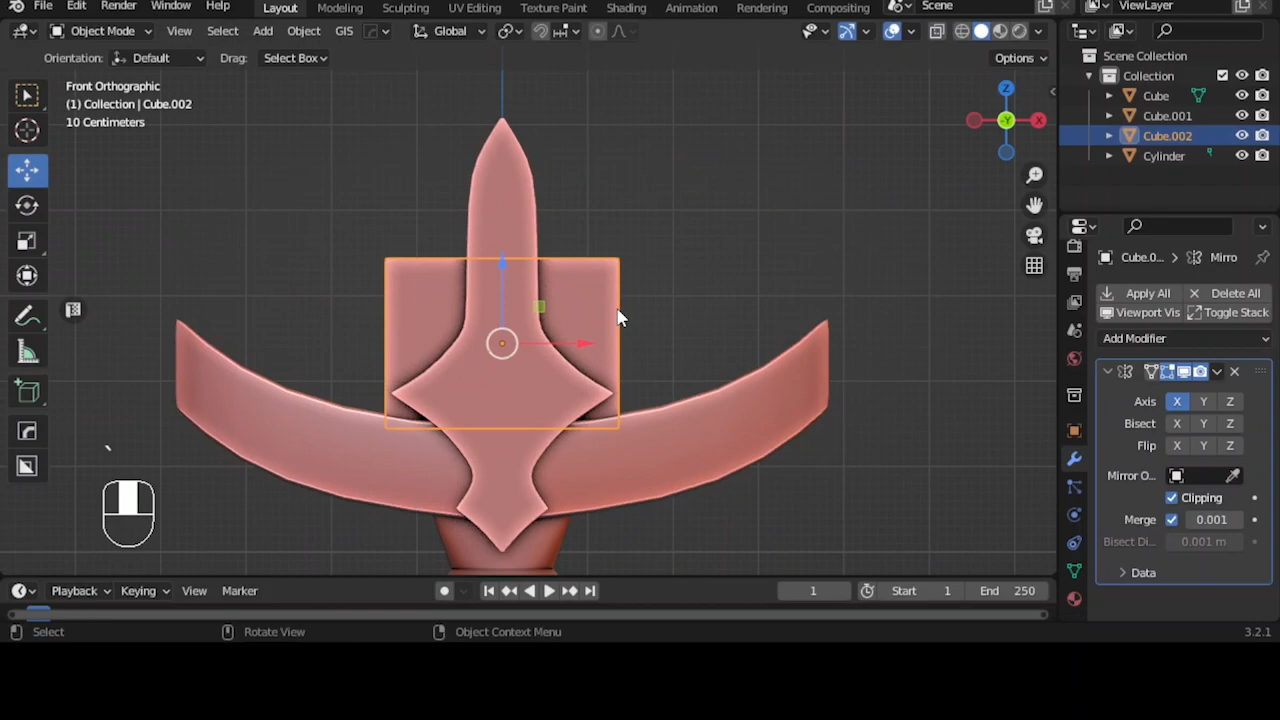 File Edit Render Window Help Layout Modeling Sculpting UV Editing Texture Paint Shading Animation Rendering Compositing Scene ViewLayer
Object Mode View Select Add Object GIS Global
Orientation: Default Drag: Select Box Options
Front Orthographic
(1) Collection | Cube.002
10 Centimeters
Z
-Y
X
Scene Collection
Collection
Cube
Cube.001
Cube.002
Cylinder
Cube.0... > Mirro
Apply All Delete All
Viewport Vis Toggle Stack
Add Modifier
Axis X Y Z
Bisect X Y Z
Flip X Y Z
Mirror O...
Clipping
Merge 0.001
Bisect Di... 0.001 m
Data
`
Playback Keying View Marker 1 Start 1 End 250
Select Rotate View Object Context Menu 3.2.1